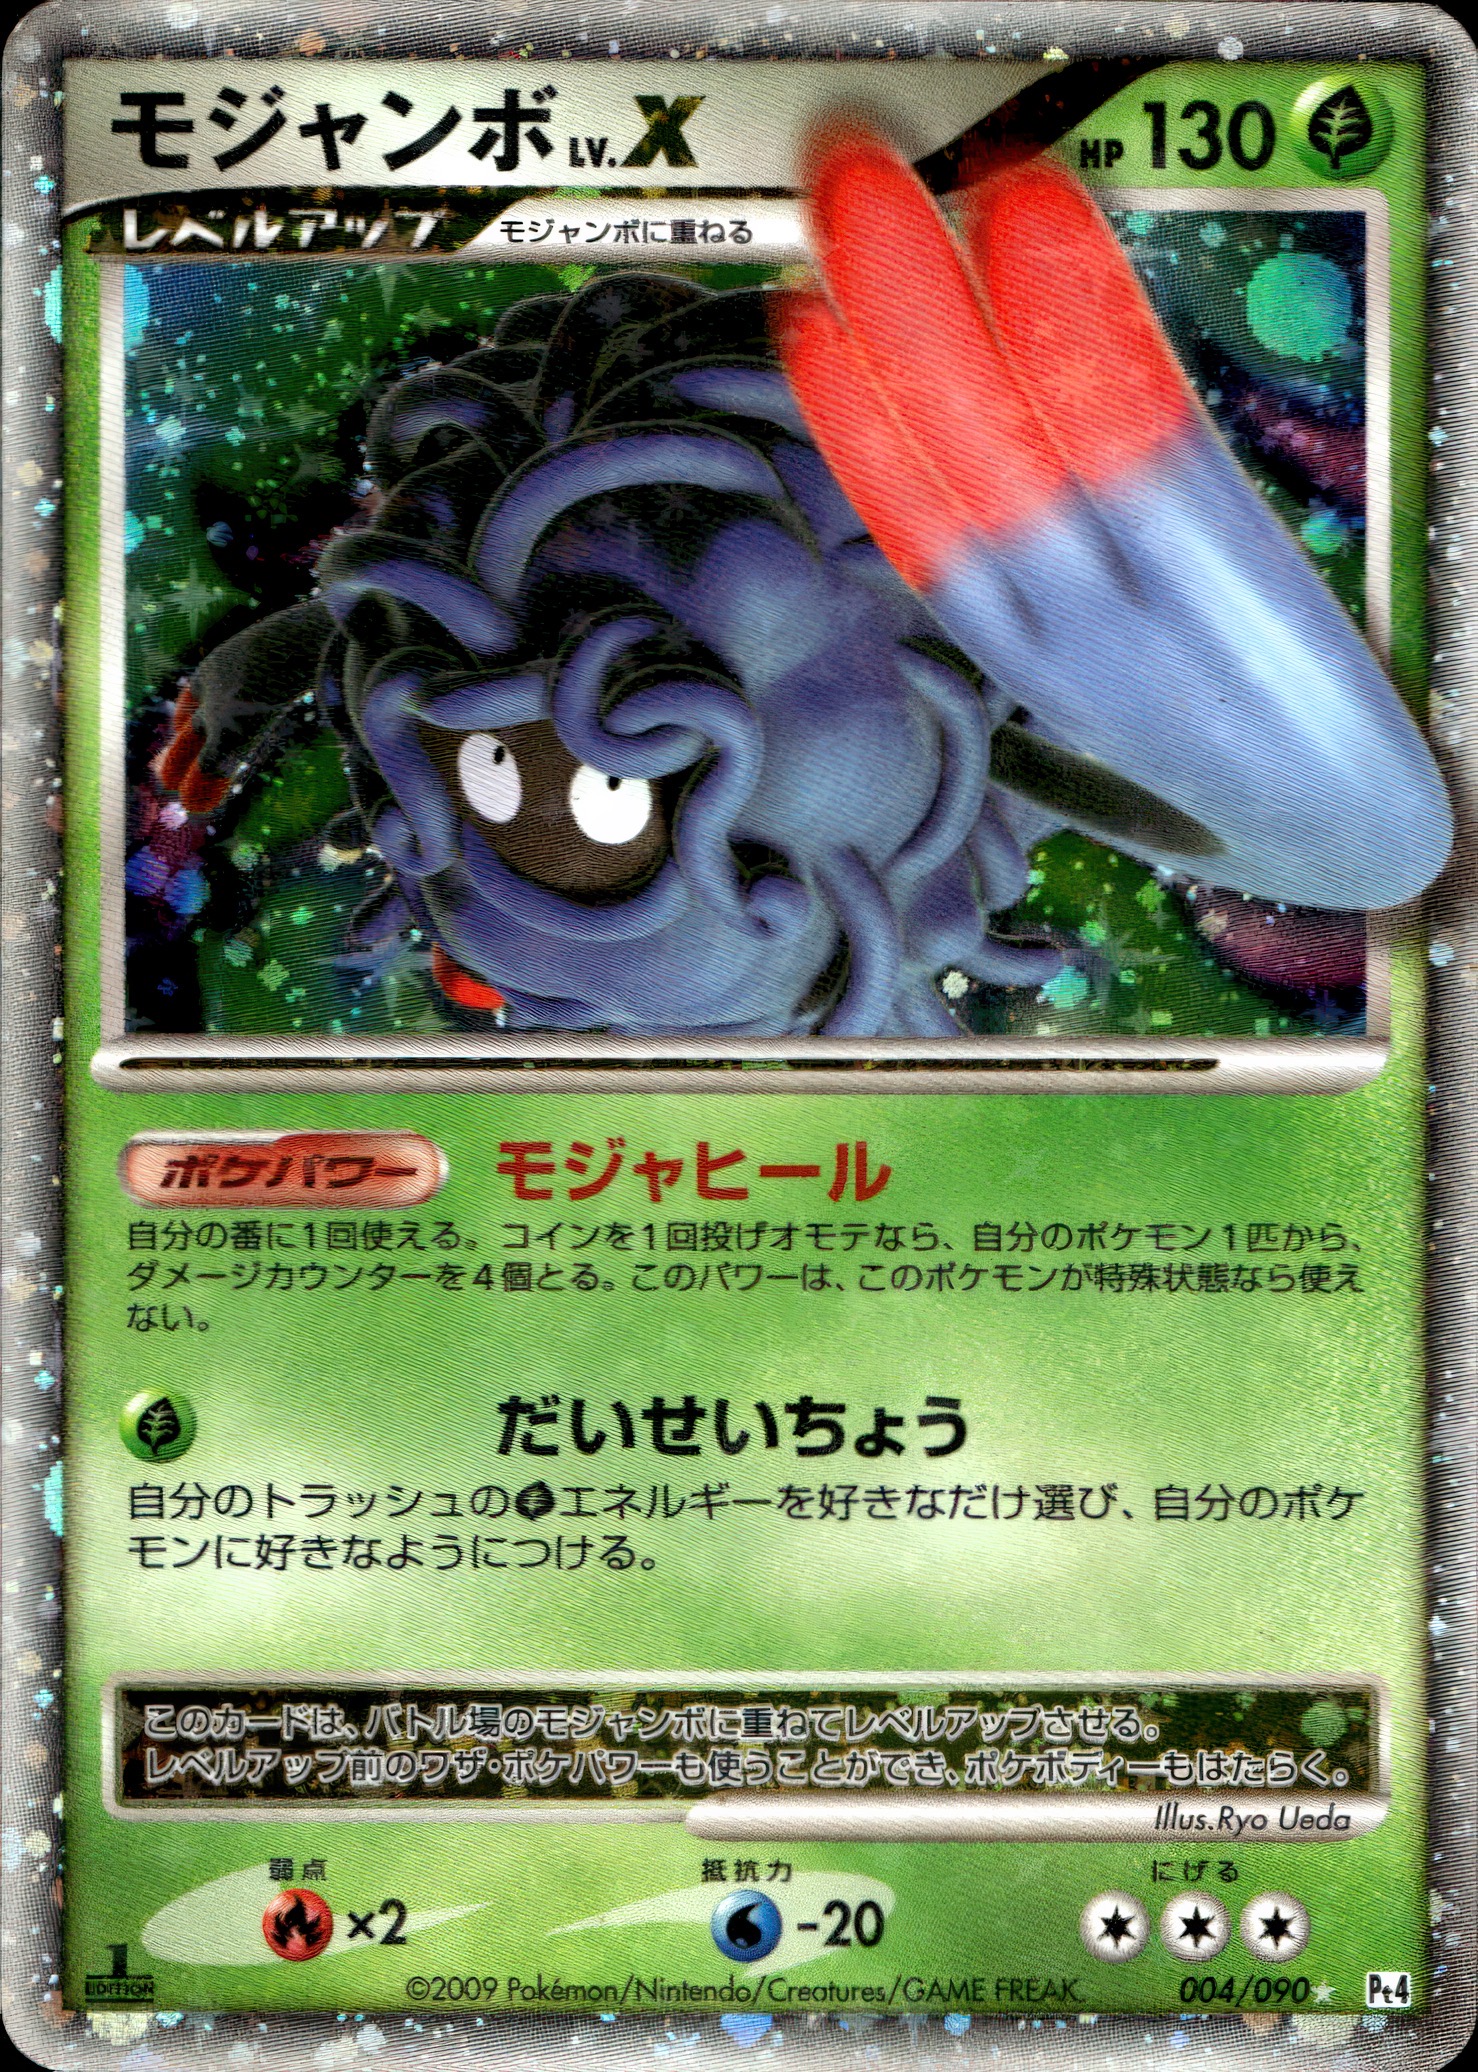 モジャンボ LV.X HP 130
レベルアップ モジャンボに重ねる
ポケパワー モジャヒール
自分の番に1回使える。コインを1回投げオモテなら、自分のポケモン1匹から、
ダメージカウンターを4個とる。このパワーは、このポケモンが特殊状態なら使え
ない。
だいせいちょう
自分のトラッシュのエネルギーを好きなだけ選び、自分のポケ
モンに好きなようにつける。
このカードは、バトル場のモジャンボに重ねてレベルアップさせる。
レベルアップ前のワザ・ポケパワーも使うことができ、ポケボディーもはたらく。
Illus.Ryo Ueda
弱点 抵抗力 にげる
×2 -20
1 EDITION
©2009 Pokémon/Nintendo/Creatures/GAME FREAK. 004/090 ★ Pt4